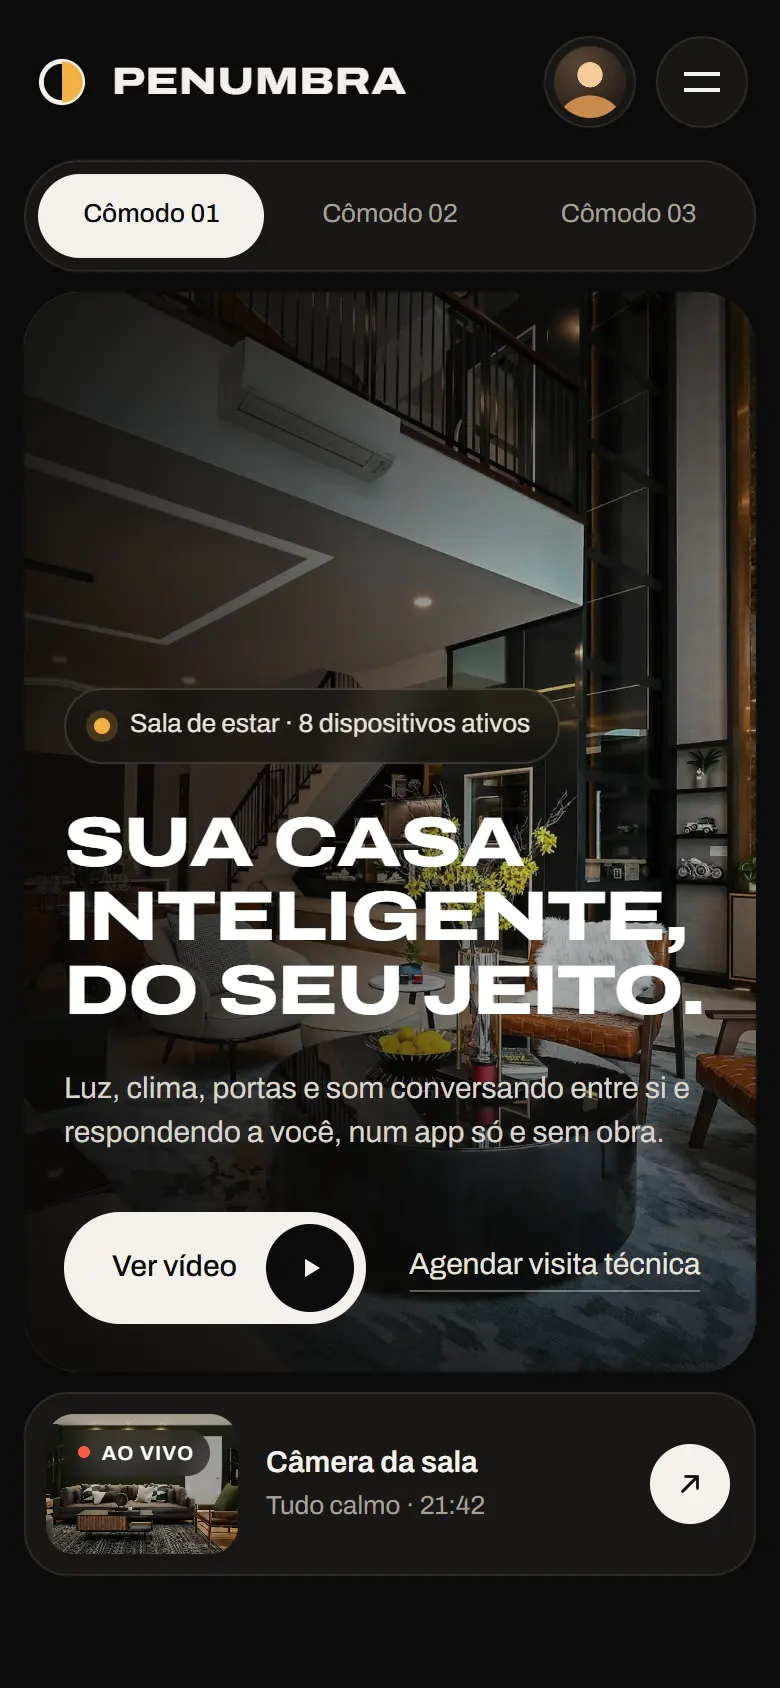 PENUMBRA
Cômodo 01
Cômodo 02
Cômodo 03
Sala de estar · 8 dispositivos ativos
SUA CASA
INTELIGENTE,
DO SEU JEITO.
Luz, clima, portas e som conversando entre si e
respondendo a você, num app só e sem obra.
Ver vídeo
Agendar visita técnica
AO VIVO
Câmera da sala
Tudo calmo · 21:42